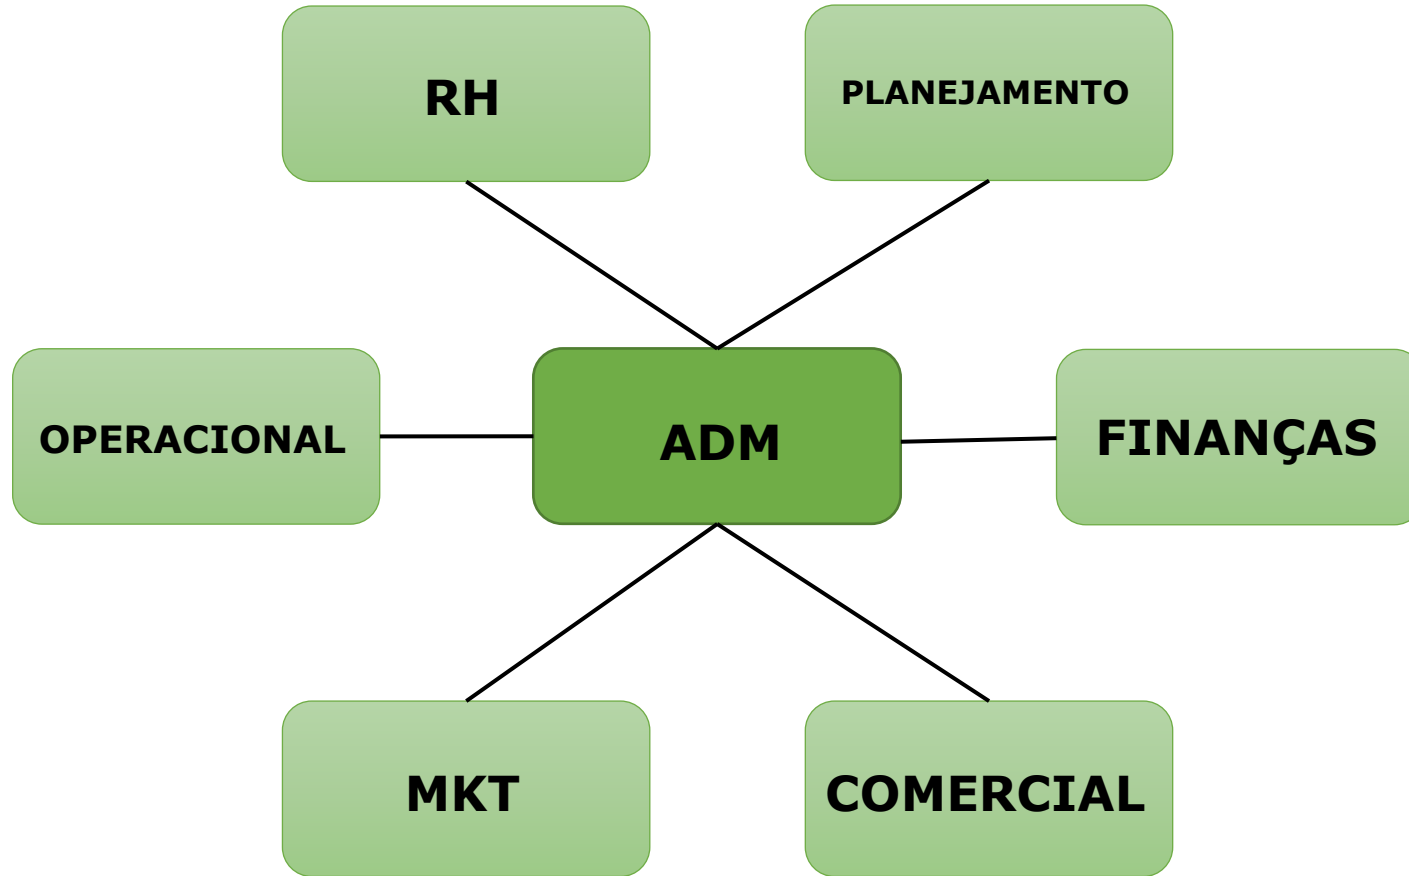 RH
PLANEJAMENTO
OPERACIONAL
ADM
FINANÇAS
MKT
COMERCIAL